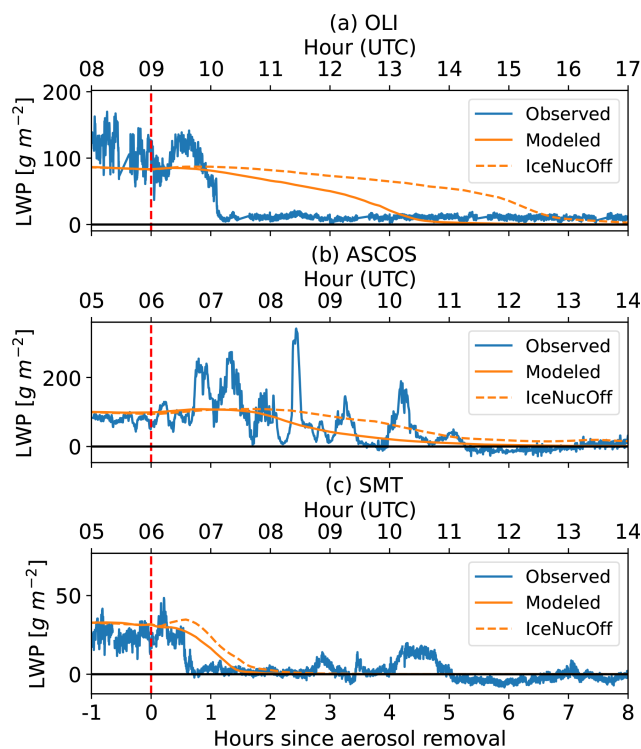 (a) OLI
Hour (UTC)
08 09 10 11 12 13 14 15 16 17
200
100
0
LWP [g m−2]
Observed
Modeled
IceNucOff
(b) ASCOS
Hour (UTC)
05 06 07 08 09 10 11 12 13 14
200
0
LWP [g m−2]
Observed
Modeled
IceNucOff
(c) SMT
Hour (UTC)
05 06 07 08 09 10 11 12 13 14
50
0
LWP [g m−2]
Observed
Modeled
IceNucOff
-1 0 1 2 3 4 5 6 7 8
Hours since aerosol removal